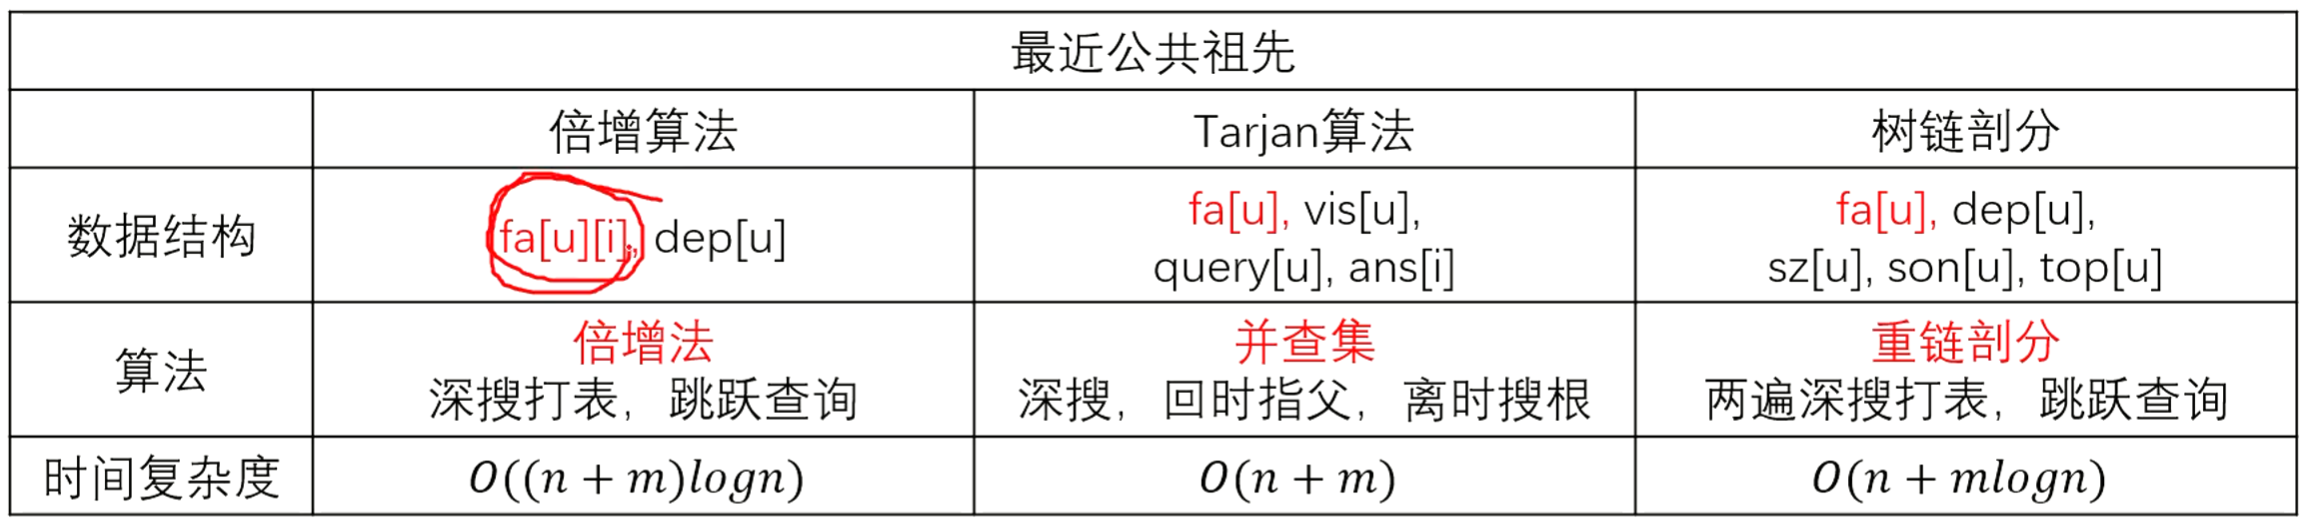 最近公共祖先
倍增算法 Tarjan算法 树链剖分
数据结构 fa[u][i], dep[u] fa[u], vis[u], query[u], ans[i] fa[u], dep[u], sz[u], son[u], top[u]
算法 倍增法 并查集 重链剖分
深搜打表，跳跃查询 深搜，回时指父，离时搜根 两遍深搜打表，跳跃查询
时间复杂度 O((n + m)logn) O(n + m) O(n + mlogn)